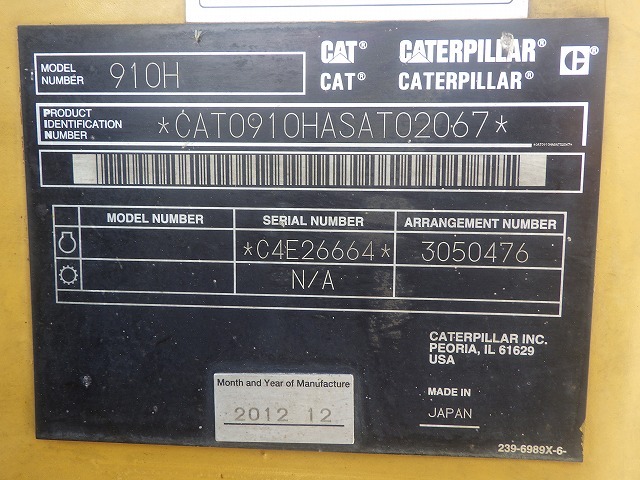 MODEL NUMBER 910H
CAT® CATERPILLAR® C®
CAT® CATERPILLAR®
PRODUCT IDENTIFICATION NUMBER *CAT0910HASAT02067*
*CAT0910HASAT02067*
MODEL NUMBER SERIAL NUMBER ARRANGEMENT NUMBER
*C4E26664* 3050476
N/A
CATERPILLAR INC.
PEORIA, IL 61629
USA
Month and Year of Manufacture
2012 12
MADE IN
JAPAN
239-6989X-6-